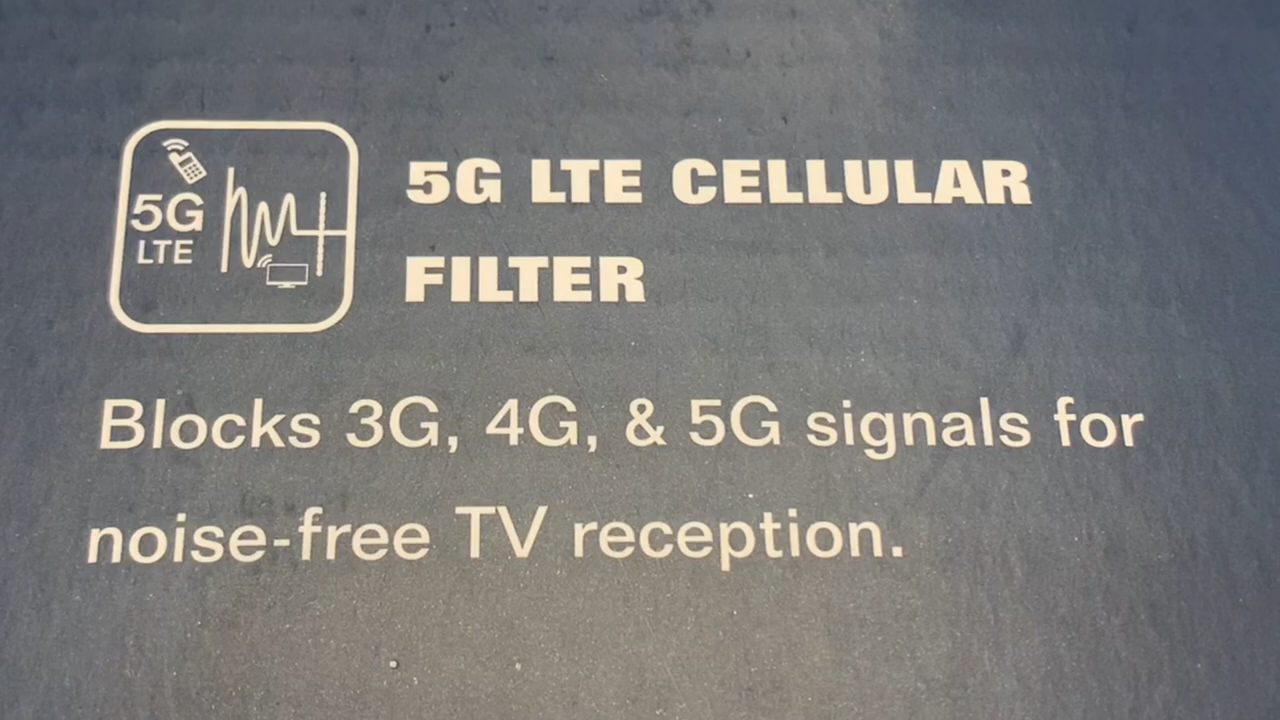 5G
LTE
5G LTE CELLULAR
FILTER
Blocks 3G, 4G, & 5G signals for
noise-free TV reception.